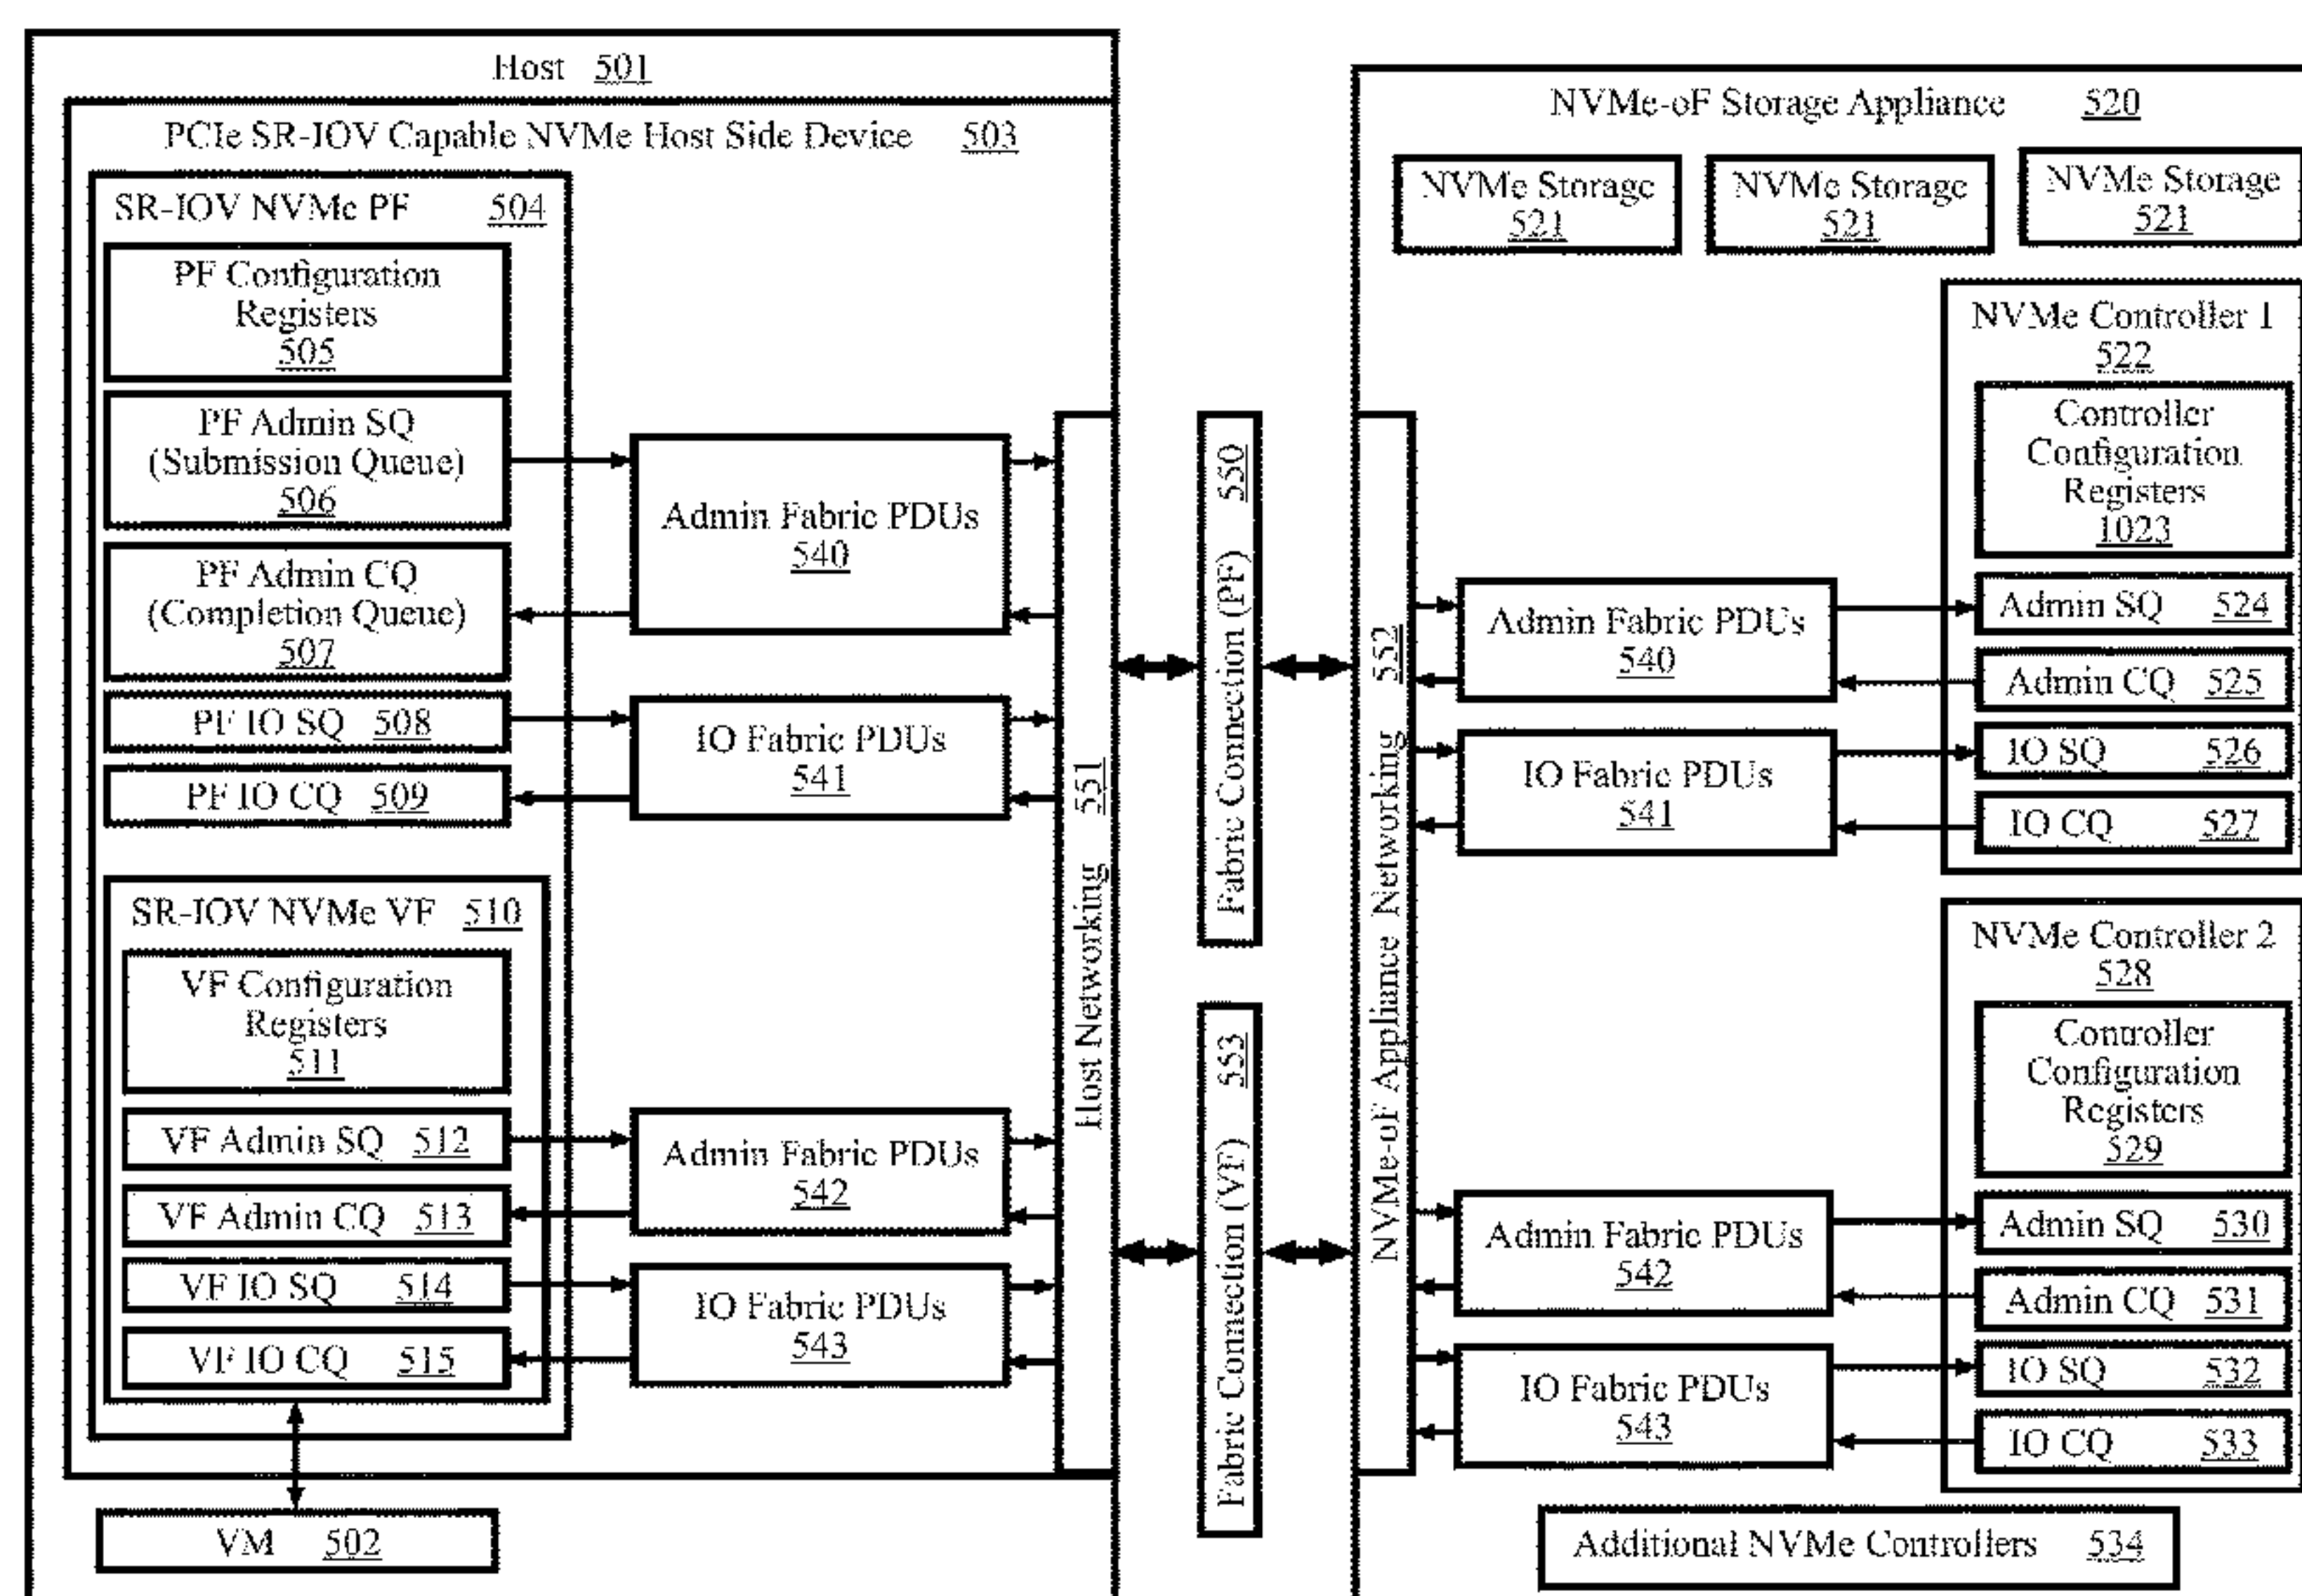 Host 501
PCIe SR-IOV Capable NVMe Host Side Device 503
SR-IOV NVMe PF 504
PF Configuration
Registers
505
PF Admin SQ
(Submission Queue)
506
PF Admin CQ
(Completion Queue)
507
PF IO SQ 508
PF IO CQ 509
SR-IOV NVMe VF 510
VF Configuration
Registers
511
VF Admin SQ 512
VF Admin CQ 513
VF IO SQ 514
VF IO CQ 515
VM 502
Admin Fabric PDUs
540
IO Fabric PDUs
541
Admin Fabric PDUs
542
IO Fabric PDUs
543
Host Networking 551
Fabric Connection (PF) 550
Fabric Connection (VF) 553
NVMe-oF Storage Appliance 520
NVMe Storage
521
NVMe Storage
521
NVMe Storage
521
NVMe-oF Appliance Networking 552
Admin Fabric PDUs
540
IO Fabric PDUs
541
Admin Fabric PDUs
542
IO Fabric PDUs
543
NVMe Controller 1
522
Controller
Configuration
Registers
1023
Admin SQ 524
Admin CQ 525
IO SQ 526
IO CQ 527
NVMe Controller 2
528
Controller
Configuration
Registers
529
Admin SQ 530
Admin CQ 531
IO SQ 532
IO CQ 533
Additional NVMe Controllers 534